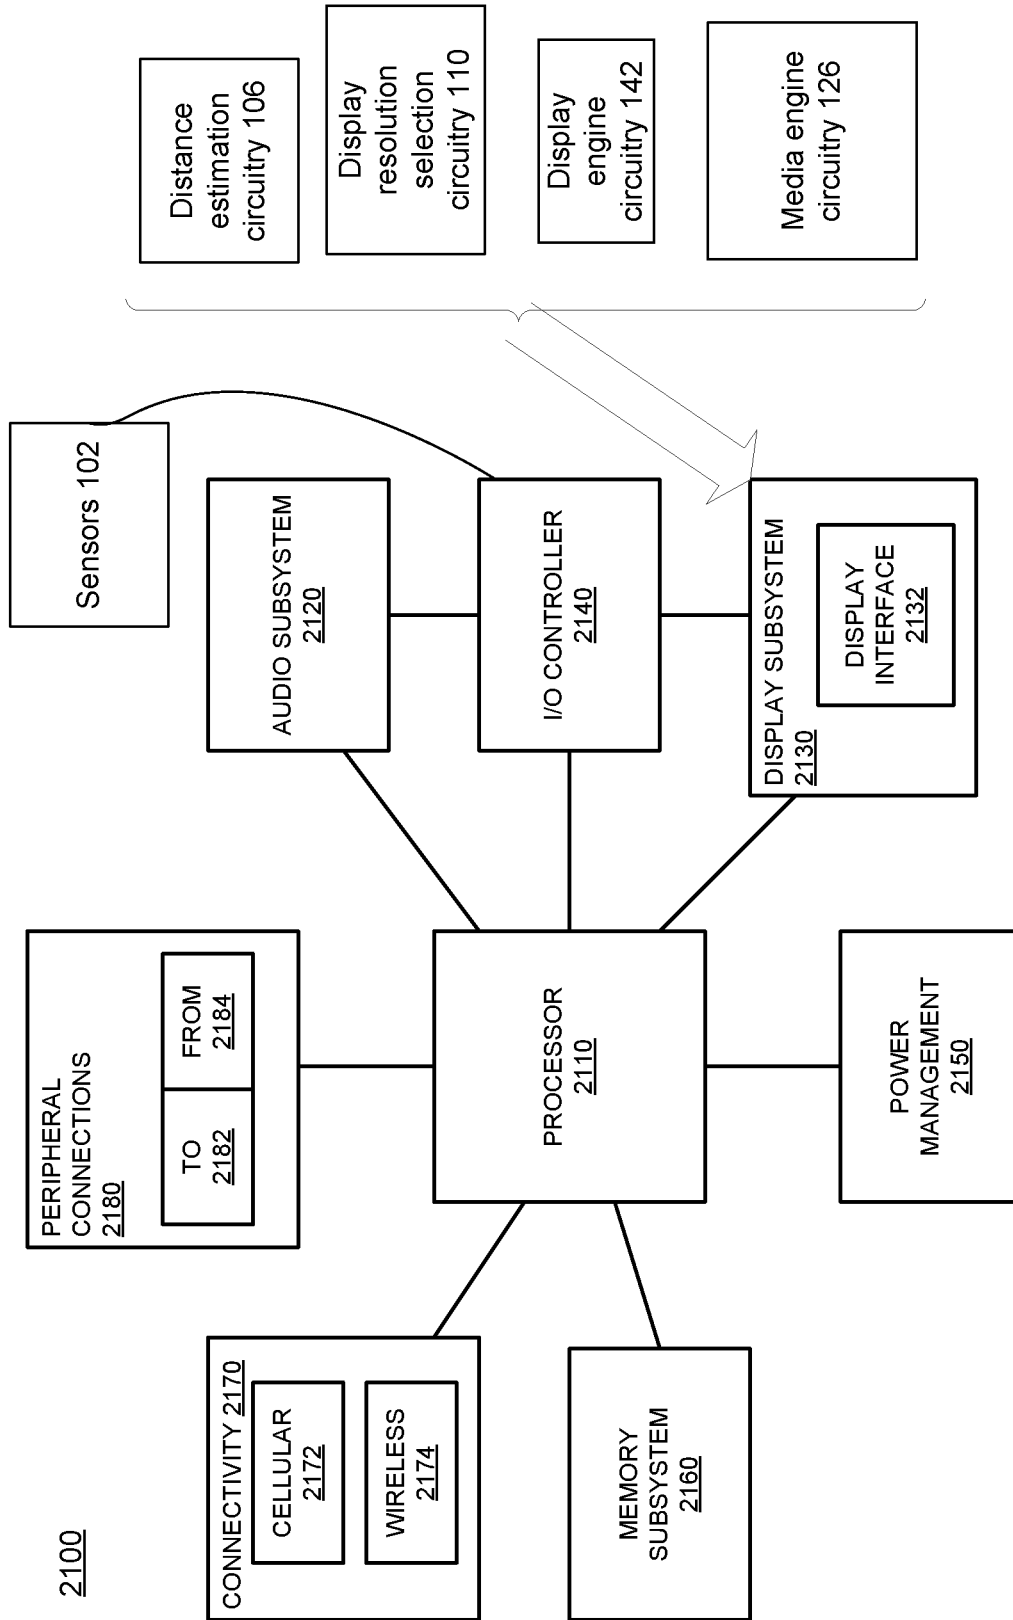 2100
CONNECTIVITY 2170
CELLULAR
2172
WIRELESS
2174
MEMORY
SUBSYSTEM
2160
PERIPHERAL
CONNECTIONS
2180
TO
2182
FROM
2184
PROCESSOR
2110
POWER
MANAGEMENT
2150
Sensors 102
AUDIO SUBSYSTEM
2120
I/O CONTROLLER
2140
DISPLAY SUBSYSTEM
2130
DISPLAY
INTERFACE
2132
Distance
estimation
circuitry 106
Display
resolution
selection
circuitry 110
Display
engine
circuitry 142
Media engine
circuitry 126